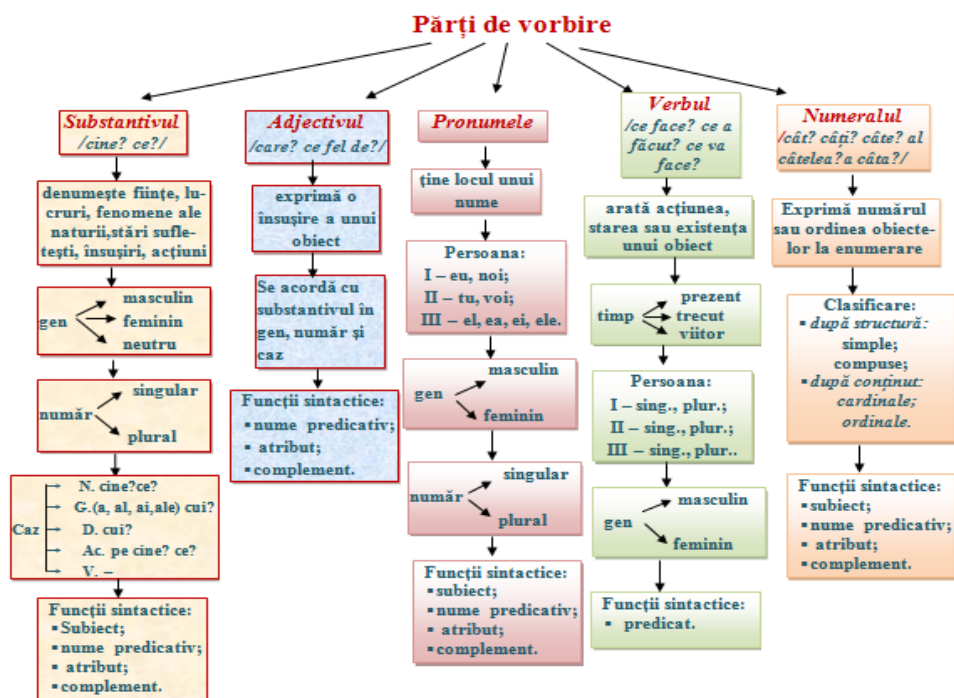 Părți de vorbire
Substantivul
/cine? ce?/
denumește ființe, lu-
cruri, fenomene ale
naturii,stări sufle-
tești, însușiri, acțiuni
gen
masculin
feminin
neutru
număr
singular
plural
Caz
N. cine?ce?
G.(a, al, ai,ale) cui?
D. cui?
Ac. pe cine? ce?
V. –
Funcții sintactice:
▪ Subiect;
▪ nume predicativ;
▪ atribut;
▪ complement.
Adjectivul
/care? ce fel de?/
exprimă o
însușire a unui
obiect
Se acordă cu
substantivul în
gen, număr și
caz
Funcții sintactice:
▪ nume predicativ;
▪ atribut;
▪ complement.
Pronumele
ține locul unui
nume
Persoana:
I – eu, noi;
II – tu, voi;
III – el, ea, ei, ele.
gen
masculin
feminin
număr
singular
plural
Funcții sintactice:
▪ subiect;
▪ nume predicativ;
▪ atribut;
▪ complement.
Verbul
/ce face? ce a
făcut? ce va
face?
arată acțiunea,
starea sau existența
unui obiect
timp
prezent
trecut
viitor
Persoana:
I – sing., plur.;
II – sing., plur.;
III – sing., plur..
gen
masculin
feminin
Funcții sintactice:
▪ predicat.
Numeralul
/cât? câți? câte? al
câtelea?a câta?/
Exprimă numărul
sau ordinea obiecte-
lor la enumerare
Clasificare:
▪ după structură:
simple;
compuse;
▪ după conținut:
cardinale;
ordinale.
Funcții sintactice:
▪ subiect;
▪ nume predicativ;
▪ atribut;
▪ complement.